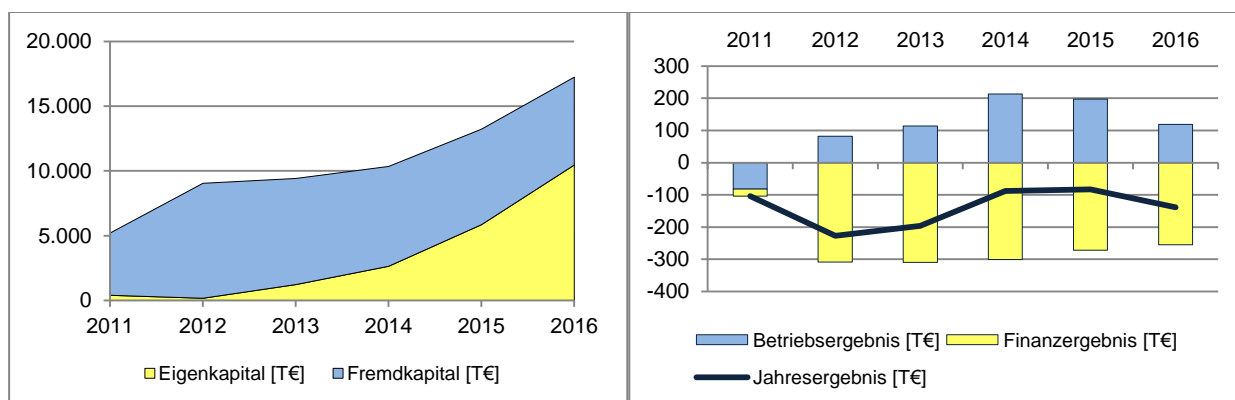 20.000
15.000
10.000
5.000
0
2011 2012 2013 2014 2015 2016
Eigenkapital [T€] Fremdkapital [T€]
2011 2012 2013 2014 2015 2016
300
200
100
0
-100
-200
-300
-400
Betriebsergebnis [T€] Finanzergebnis [T€]
Jahresergebnis [T€]